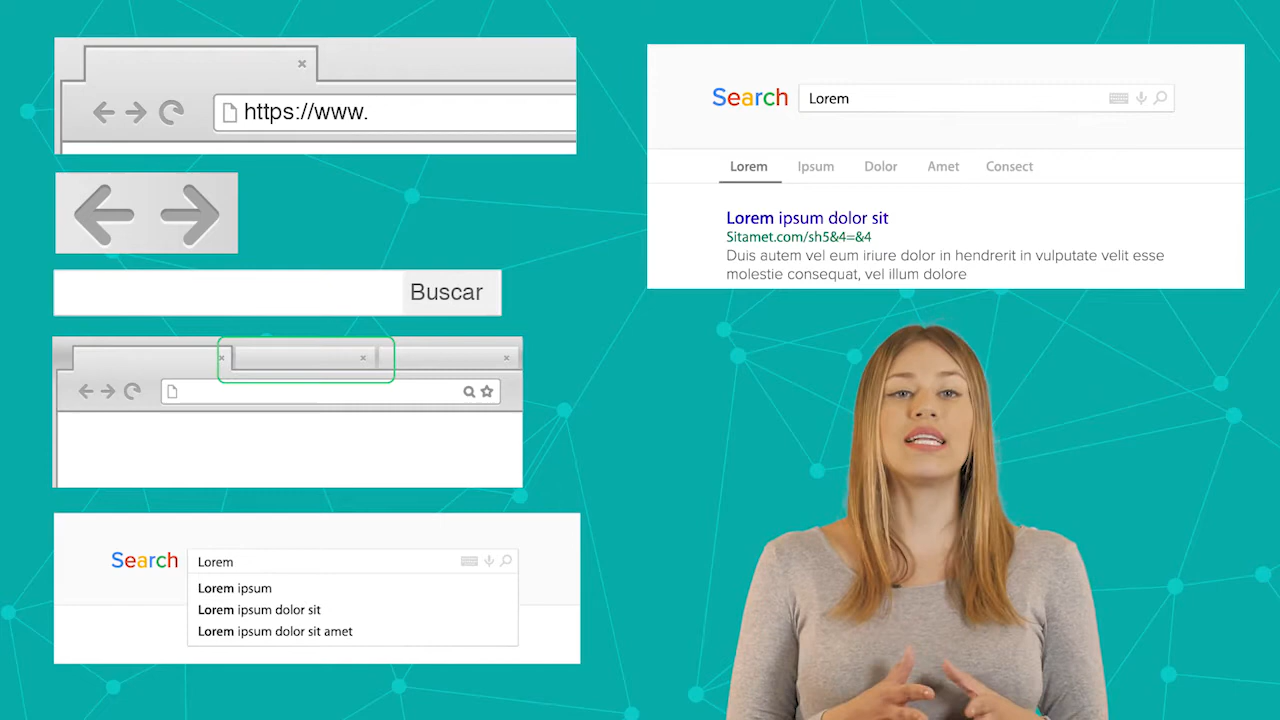 https://www.
Buscar
Search Lorem
Lorem ipsum
Lorem ipsum dolor sit
Lorem ipsum dolor sit amet
Search Lorem
Lorem Ipsum Dolor Amet Consect
Lorem ipsum dolor sit
Sitamet.com/sh5&4=&4
Duis autem vel eum iriure dolor in hendrerit in vulputate velit esse
molestie consequat, vel illum dolore